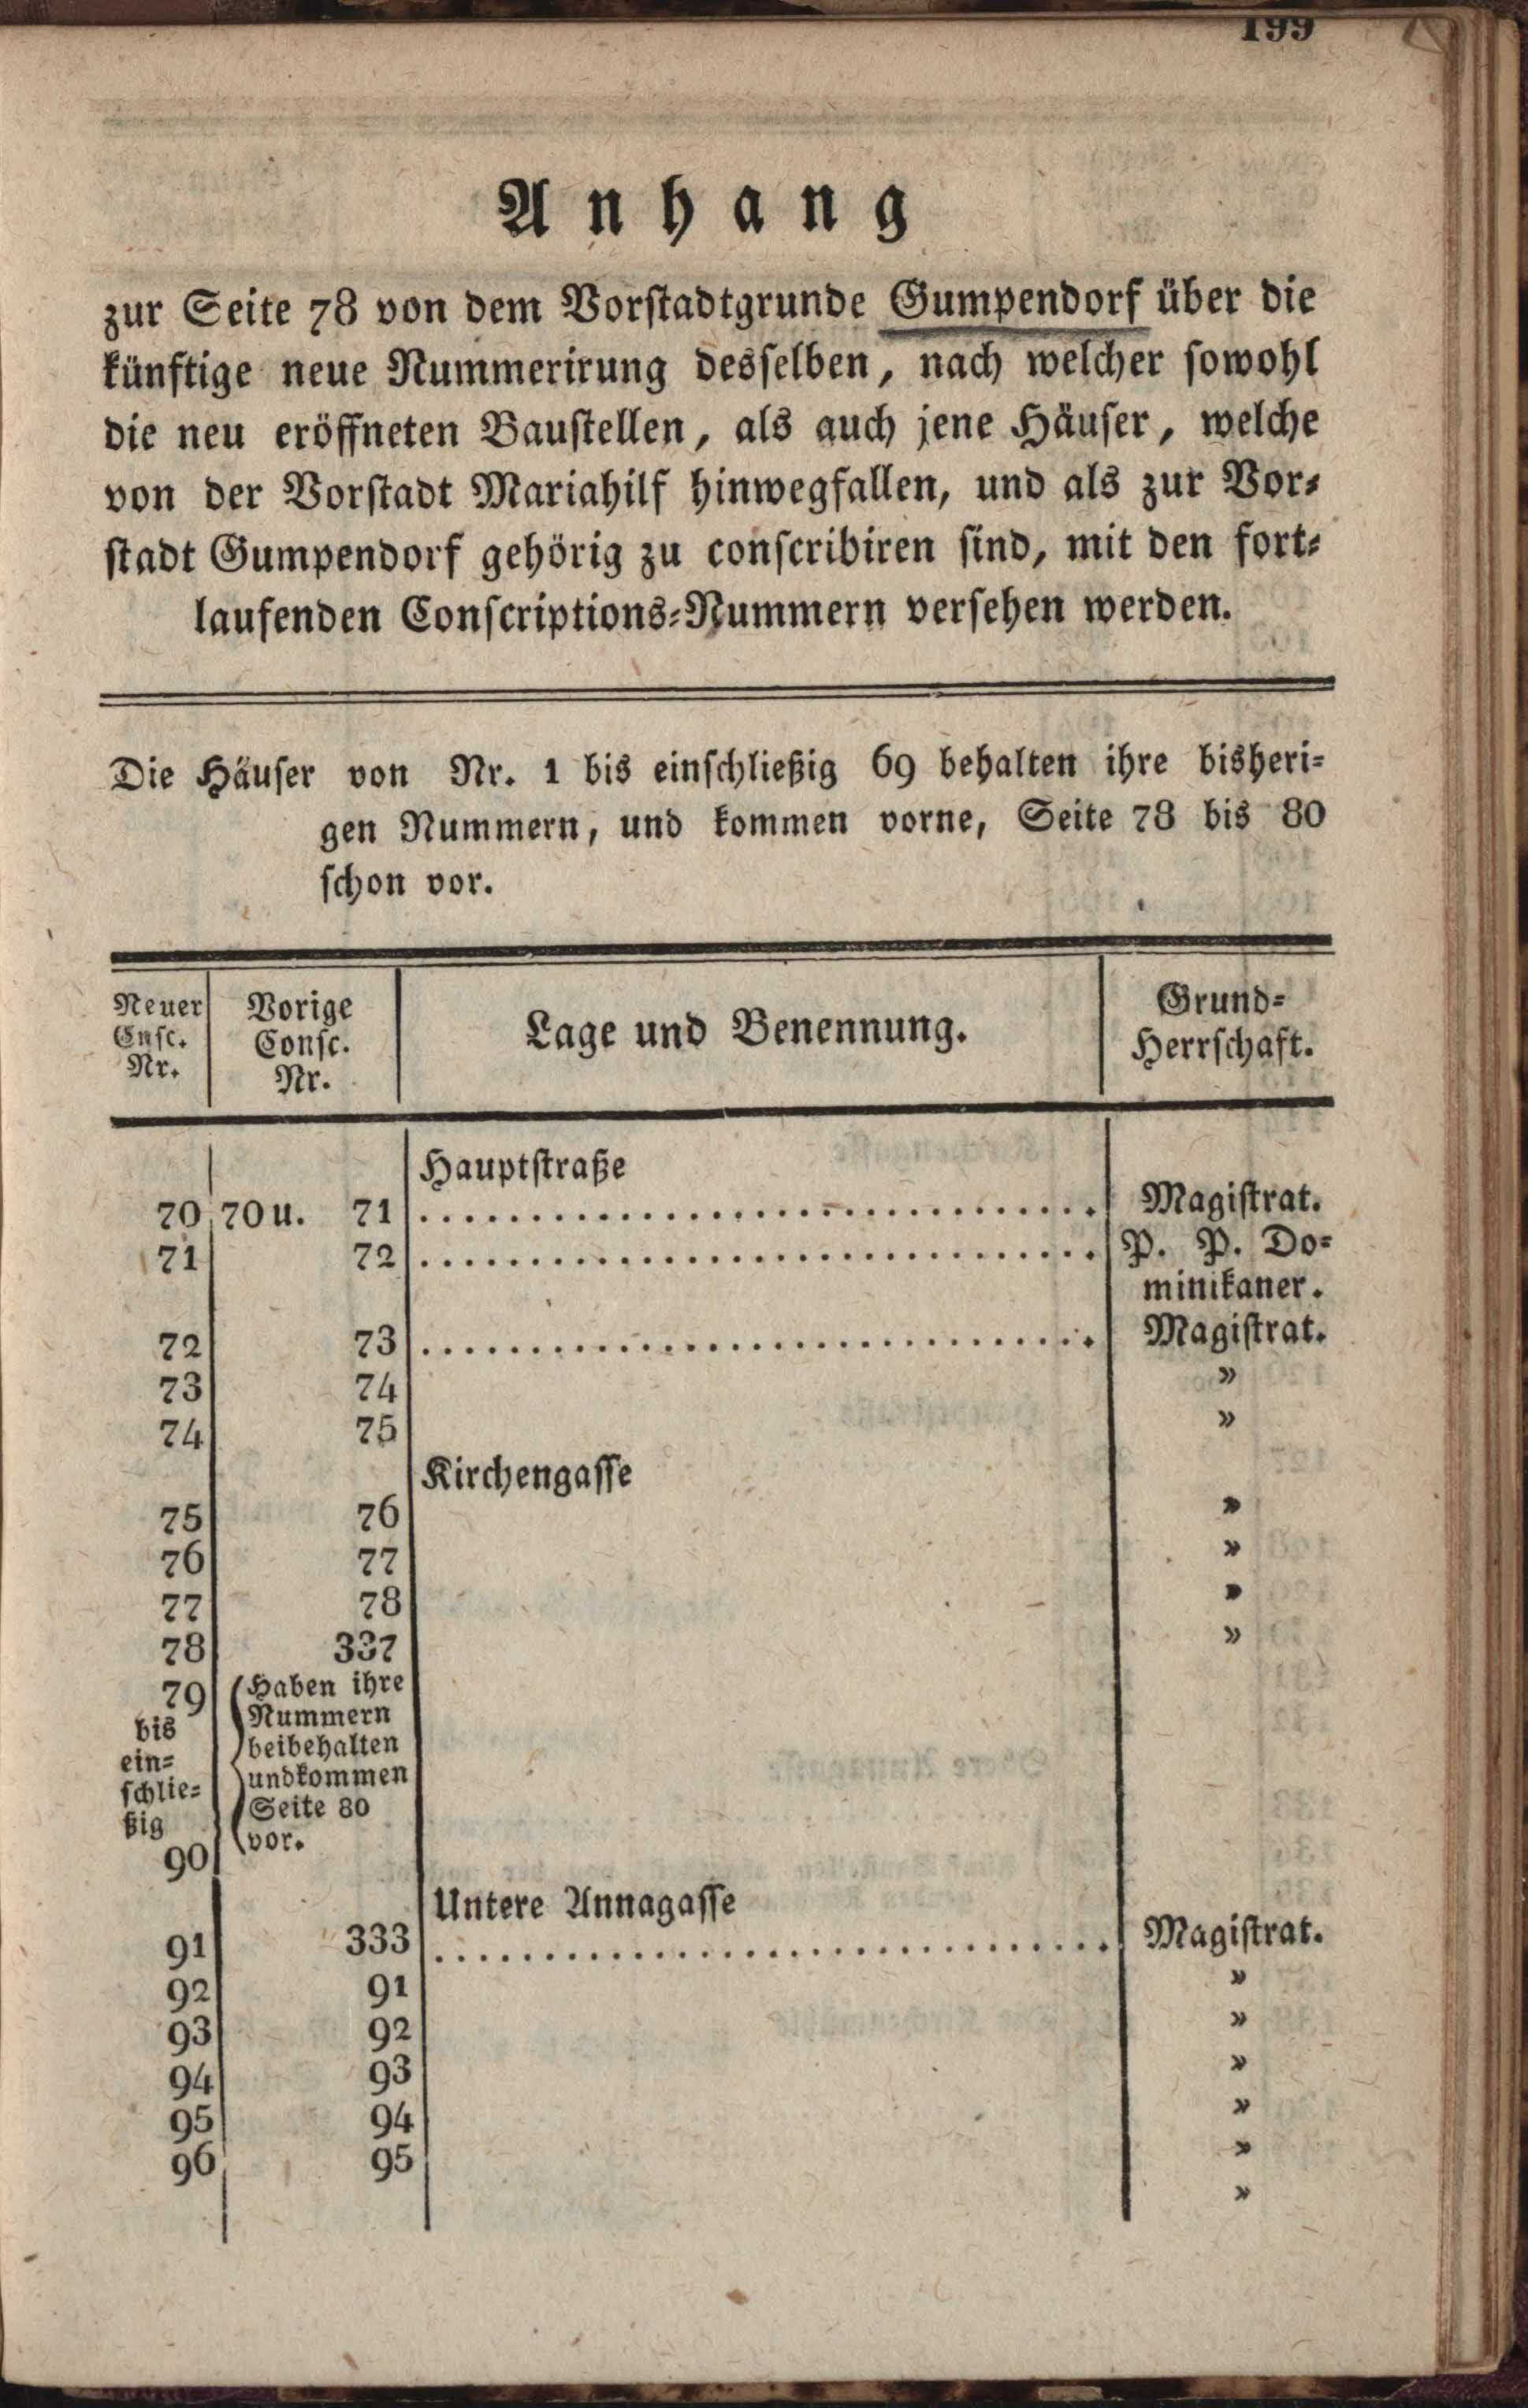 199
Anhang
zur Seite 78 von dem Vorstadtgrunde Gumpendorf über die
künftige neue Nummerirung desselben, nach welcher sowohl
die neu eröffneten Baustellen, als auch jene Häuser, welche
von der Vorstadt Mariahilf hinwegfallen, und als zur Vor-
stadt Gumpendorf gehörig zu conscribiren sind, mit den fort-
laufenden Conscriptions-Nummern versehen werden.
Die Häuser von Nr. 1 bis einschließig 69 behalten ihre bisheri-
gen Nummern, und kommen vorne, Seite 78 bis 80
schon vor.
Neuer Cnsc. Nr. Vorige Consc. Nr. Lage und Benennung. Grund-Herrschaft.
Hauptstraße
70 70 u. 71 .............................. Magistrat.
71 72 .............................. P. P. Do-
minikaner.
72 73 .............................. Magistrat.
73 74 »
74 75 »
Kirchengasse
75 76 »
76 77 »
77 78 »
78 337 »
79 Haben ihre
bis Nummern
ein- beibehalten
schlie- undkommen
ßig Seite 80
90 vor.
Untere Annagasse
91 333 .............................. Magistrat.
92 91 »
93 92 »
94 93 »
95 94 »
96 95 »
»